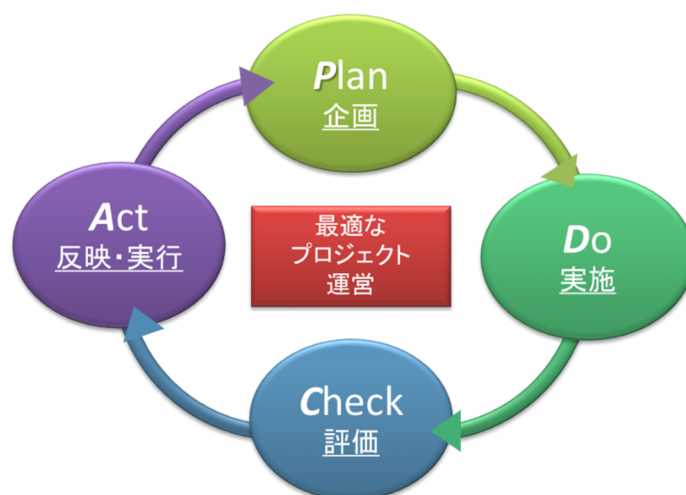 Plan
企画
Do
実施
Check
評価
Act
反映・実行
最適な
プロジェクト
運営